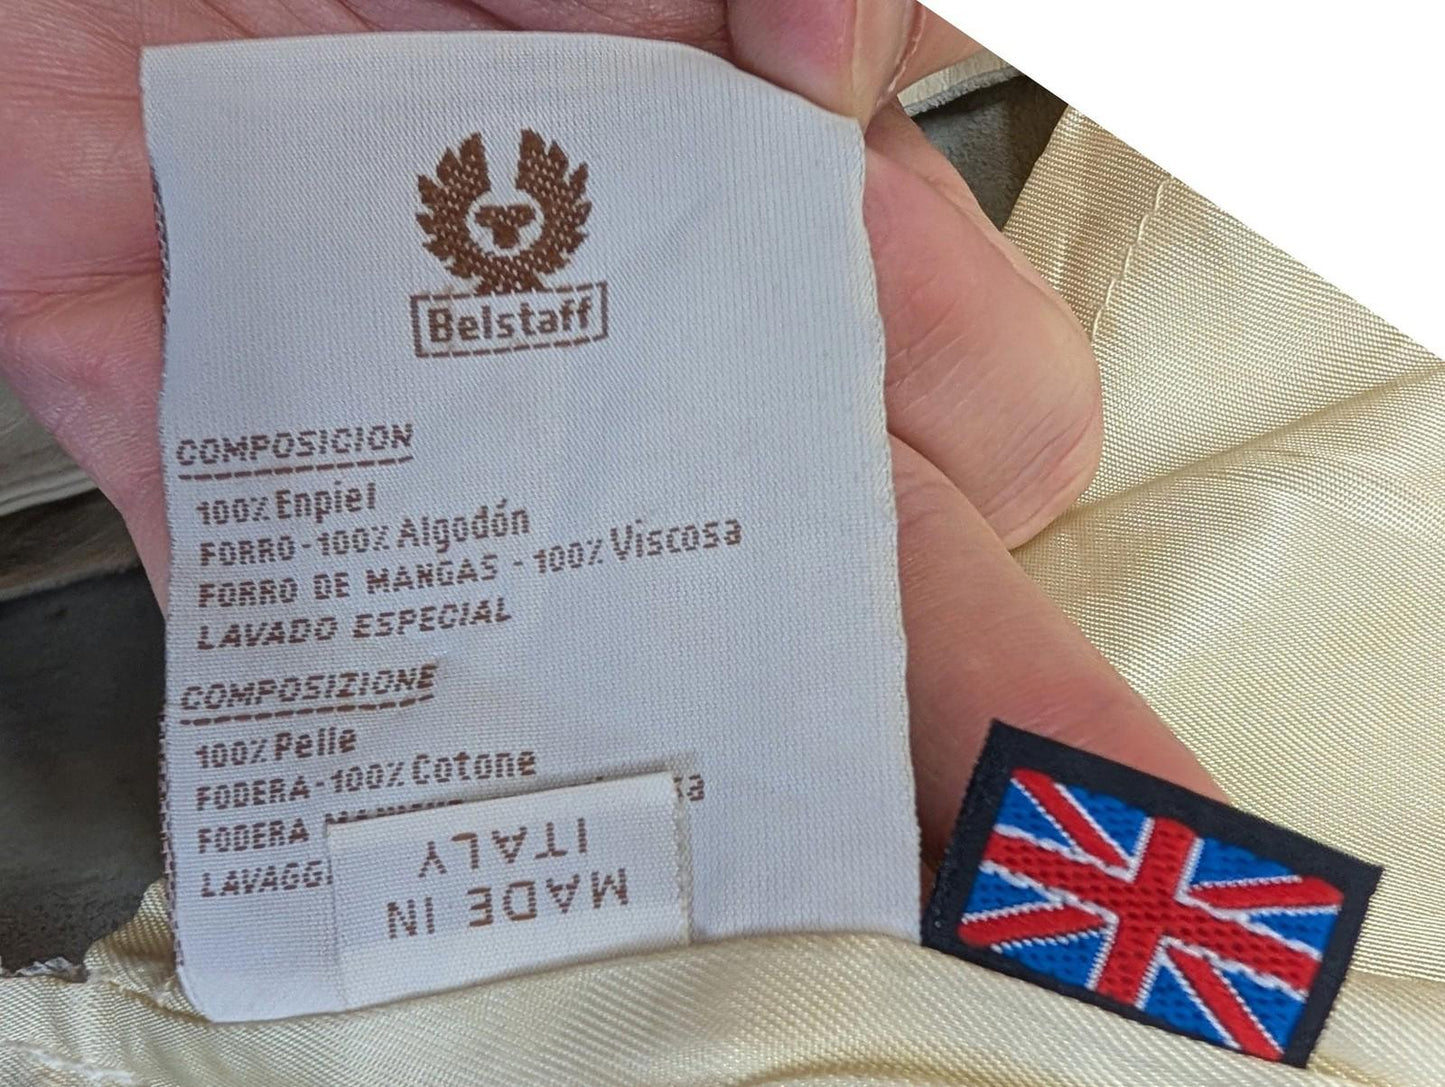 Belstaff
COMPOSICION
100% Enpiel
FORRO - 100% Algodón
FORRO DE MANGAS - 100% Viscosa
LAVADO ESPECIAL
COMPOSIZIONE
100% Pelle
FODERA - 100% Cotone
FODERA
MADE IN
ITALY